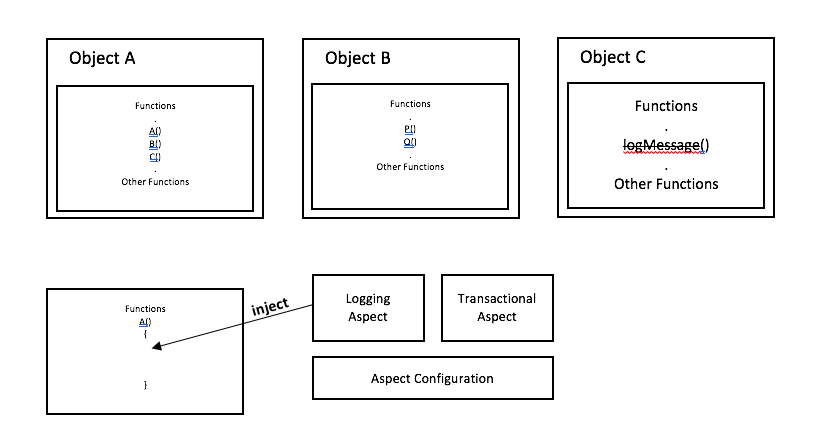 Object A
Functions
.
A()
B()
C()
.
Other Functions
Object B
Functions
.
P()
Q()
.
Other Functions
Object C
Functions
.
logMessage()
.
Other Functions
Functions
A()
{
}
inject
Logging
Aspect
Transactional
Aspect
Aspect Configuration